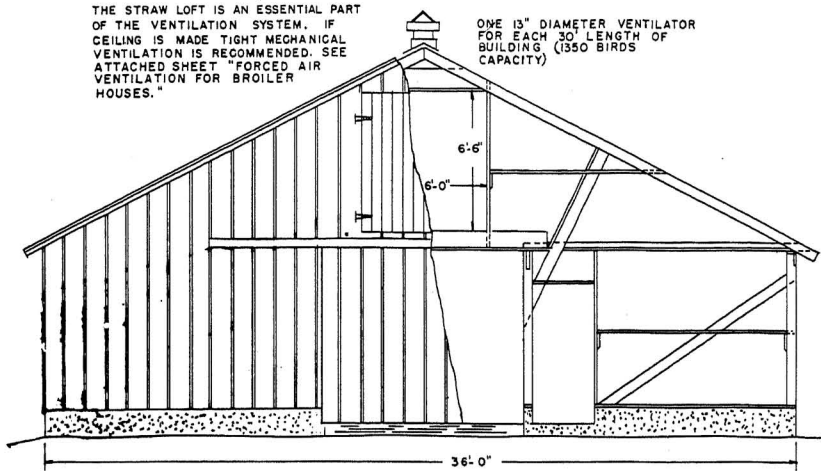 THE STRAW LOFT IS AN ESSENTIAL PART
OF THE VENTILATION SYSTEM. IF
CEILING IS MADE TIGHT MECHANICAL
VENTILATION IS RECOMMENDED. SEE
ATTACHED SHEET "FORCED AIR
VENTILATION FOR BROILER
HOUSES."
ONE 13" DIAMETER VENTILATOR
FOR EACH 30' LENGTH OF
BUILDING (1350 BIRDS
CAPACITY)
6'-6"
6'-0"
36'-0"